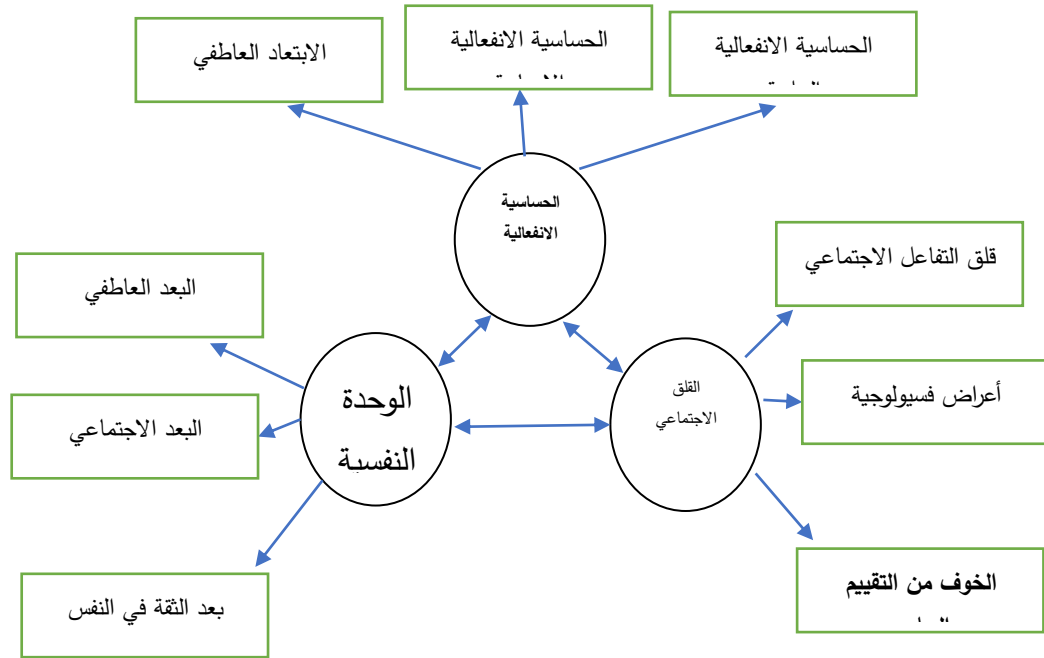 الحساسية الانفعالية
الحساسية الانفعالية
الابتعاد العاطفي
الحساسية
الانفعالية
قلق التفاعل الاجتماعي
البعد العاطفي
القلق
الاجتماعي
الوحدة
النفسية
أعراض فسيولوجية
البعد الاجتماعي
الخوف من التقييم
بعد الثقة في النفس